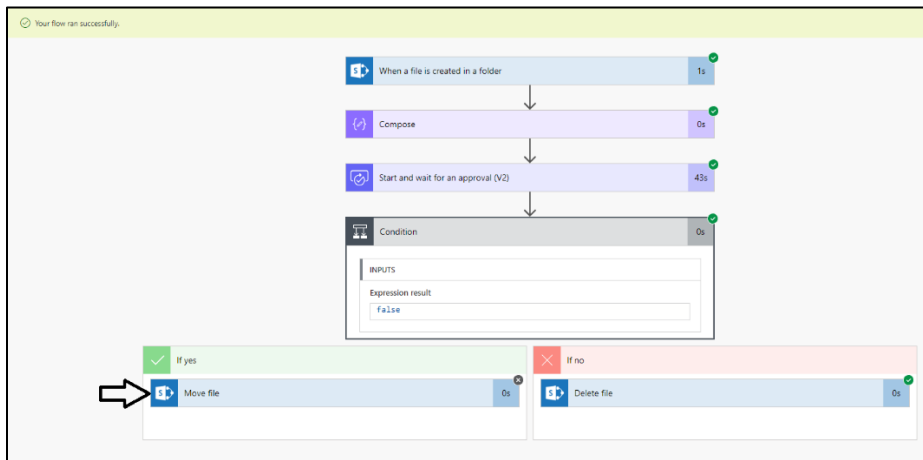 Your flow ran successfully.
When a file is created in a folder 1s
Compose 0s
Start and wait for an approval (V2) 43s
Condition 0s
INPUTS
Expression result
false
If yes
If no
Move file 0s
Delete file 0s